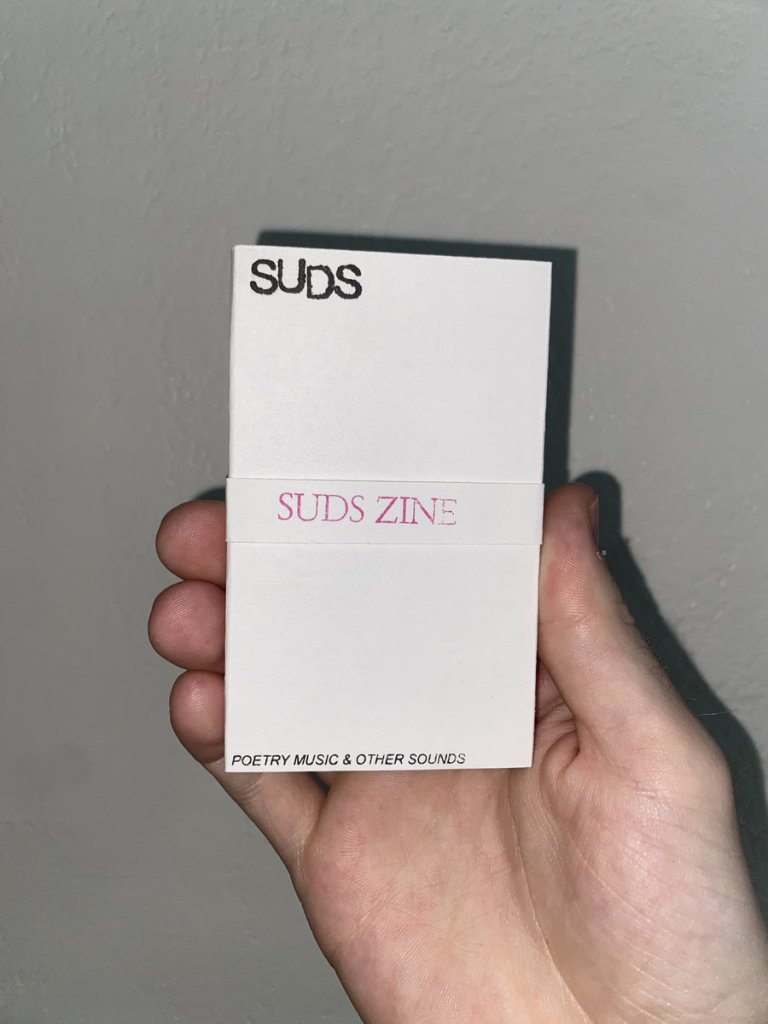 SUDS
SUDS ZINE
POETRY MUSIC & OTHER SOUNDS